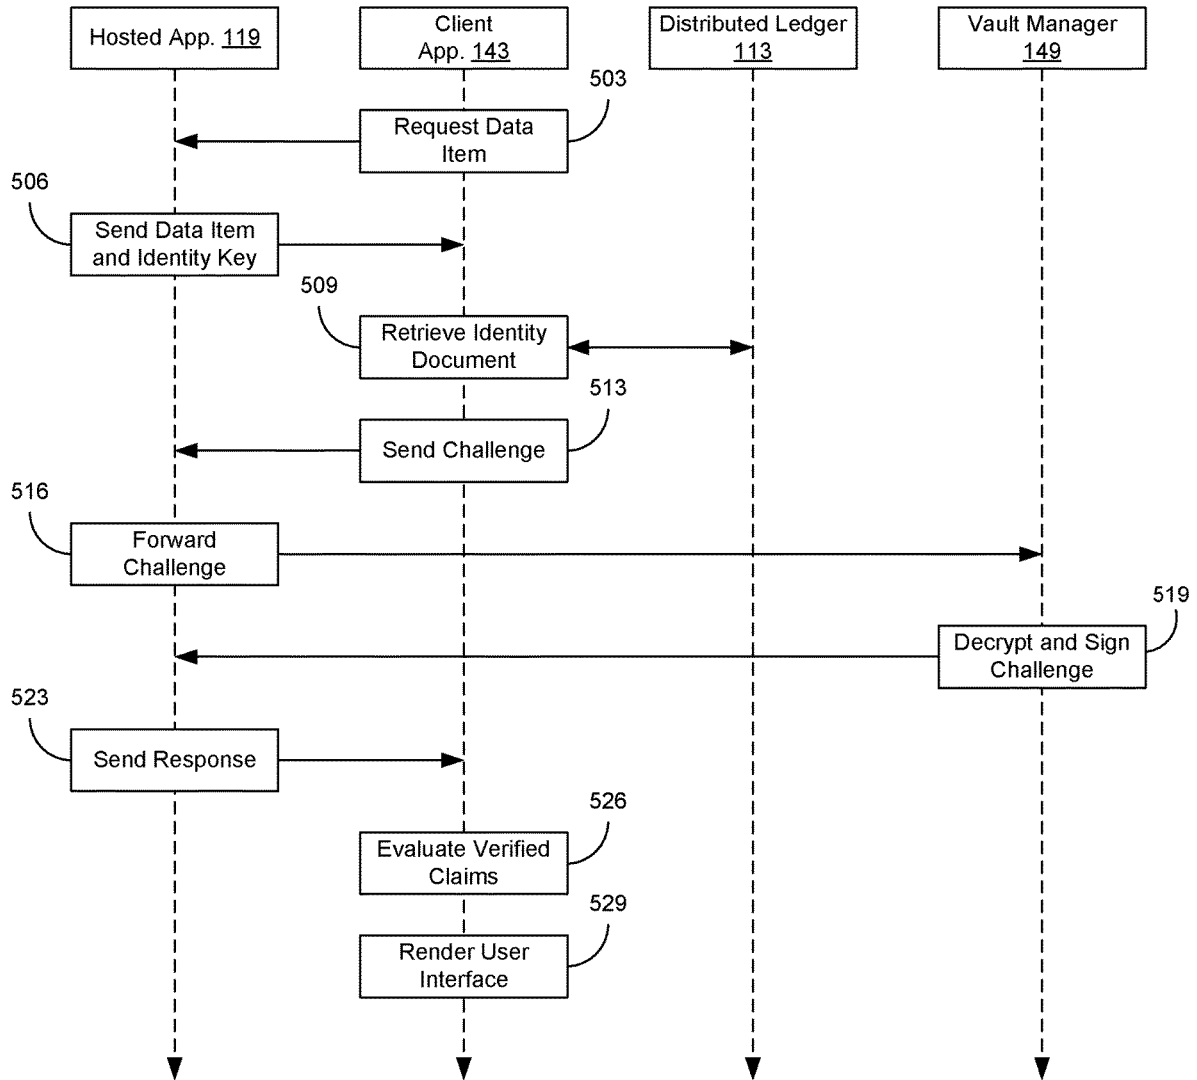 Hosted App. 119
Client
App. 143
Distributed Ledger
113
Vault Manager
149
503
Request Data
Item
506
Send Data Item
and Identity Key
509
Retrieve Identity
Document
513
Send Challenge
516
Forward
Challenge
519
Decrypt and Sign
Challenge
523
Send Response
526
Evaluate Verified
Claims
529
Render User
Interface